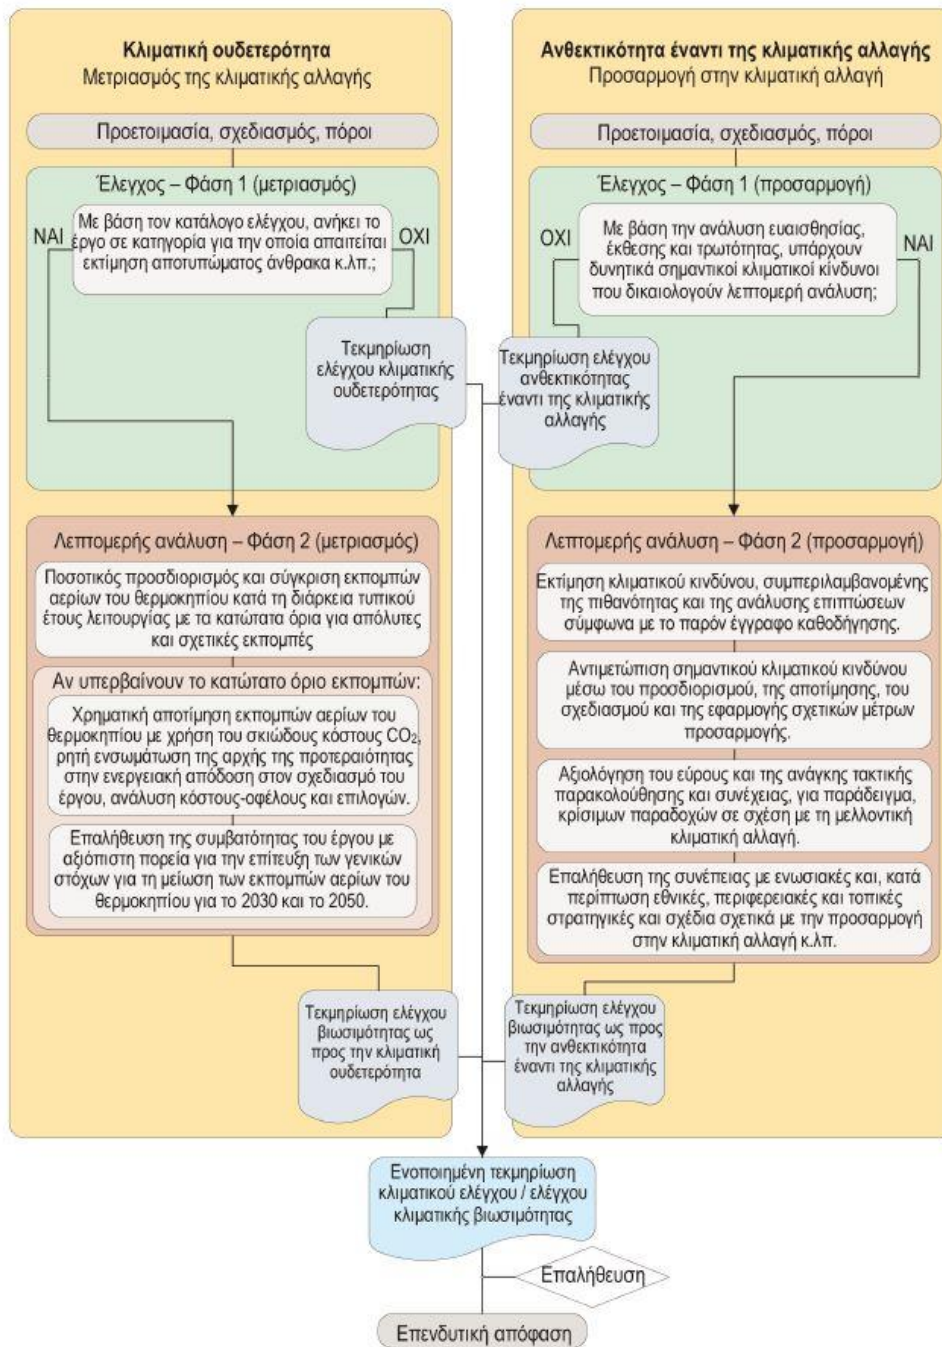 Κλιματική ουδετερότητα
Μετριασμός της κλιματικής αλλαγής
Προετοιμασία, σχεδιασμός, πόροι
Έλεγχος – Φάση 1 (μετριασμός)
ΝΑΙ
Με βάση τον κατάλογο ελέγχου, ανήκει το
έργο σε κατηγορία για την οποία απαιτείται
εκτίμηση αποτυπώματος άνθρακα κ.λπ.;
ΟΧΙ
Τεκμηρίωση
ελέγχου κλιματικής
ουδετερότητας
Λεπτομερής ανάλυση – Φάση 2 (μετριασμός)
Ποσοτικός προσδιορισμός και σύγκριση εκπομπών
αερίων του θερμοκηπίου κατά τη διάρκεια τυπικού
έτους λειτουργίας με τα κατώτατα όρια για απόλυτες
και σχετικές εκπομπές
Αν υπερβαίνουν το κατώτατο όριο εκπομπών:
Χρηματική αποτίμηση εκπομπών αερίων του
θερμοκηπίου με χρήση του σκιώδους κόστους CO₂,
ρητή ενσωμάτωση της αρχής της προτεραιότητας
στην ενεργειακή απόδοση στον σχεδιασμό του
έργου, ανάλυση κόστους-οφέλους και επιλογών.
Επαλήθευση της συμβατότητας του έργου με
αξιόπιστη πορεία για την επίτευξη των γενικών
στόχων για τη μείωση των εκπομπών αερίων του
θερμοκηπίου για το 2030 και το 2050.
Τεκμηρίωση ελέγχου
βιωσιμότητας ως
προς την κλιματική
ουδετερότητα
Ανθεκτικότητα έναντι της κλιματικής αλλαγής
Προσαρμογή στην κλιματική αλλαγή
Προετοιμασία, σχεδιασμός, πόροι
Έλεγχος – Φάση 1 (προσαρμογή)
ΟΧΙ
Με βάση την ανάλυση ευαισθησίας,
έκθεσης και τρωτότητας, υπάρχουν
δυνητικά σημαντικοί κλιματικοί κίνδυνοι
που δικαιολογούν λεπτομερή ανάλυση;
ΝΑΙ
Τεκμηρίωση ελέγχου
ανθεκτικότητας
έναντι της κλιματικής
αλλαγής
Λεπτομερής ανάλυση – Φάση 2 (προσαρμογή)
Εκτίμηση κλιματικού κινδύνου, συμπεριλαμβανομένης
της πιθανότητας και της ανάλυσης επιπτώσεων
σύμφωνα με το παρόν έγγραφο καθοδήγησης.
Αντιμετώπιση σημαντικού κλιματικού κινδύνου
μέσω του προσδιορισμού, της αποτίμησης, του
σχεδιασμού και της εφαρμογής σχετικών μέτρων
προσαρμογής.
Αξιολόγηση του εύρους και της ανάγκης τακτικής
παρακολούθησης και συνέχειας, για παράδειγμα,
κρίσιμων παραδοχών σε σχέση με τη μελλοντική
κλιματική αλλαγή.
Επαλήθευση της συνέπειας με ενωσιακές και, κατά
περίπτωση εθνικές, περιφερειακές και τοπικές
στρατηγικές και σχέδια σχετικά με την προσαρμογή
στην κλιματική αλλαγή κ.λπ.
Τεκμηρίωση ελέγχου
βιωσιμότητας ως προς
την ανθεκτικότητα
έναντι της κλιματικής
αλλαγής
Ενοποιημένη τεκμηρίωση
κλιματικού ελέγχου / ελέγχου
κλιματικής βιωσιμότητας
Επαλήθευση
Επενδυτική απόφαση